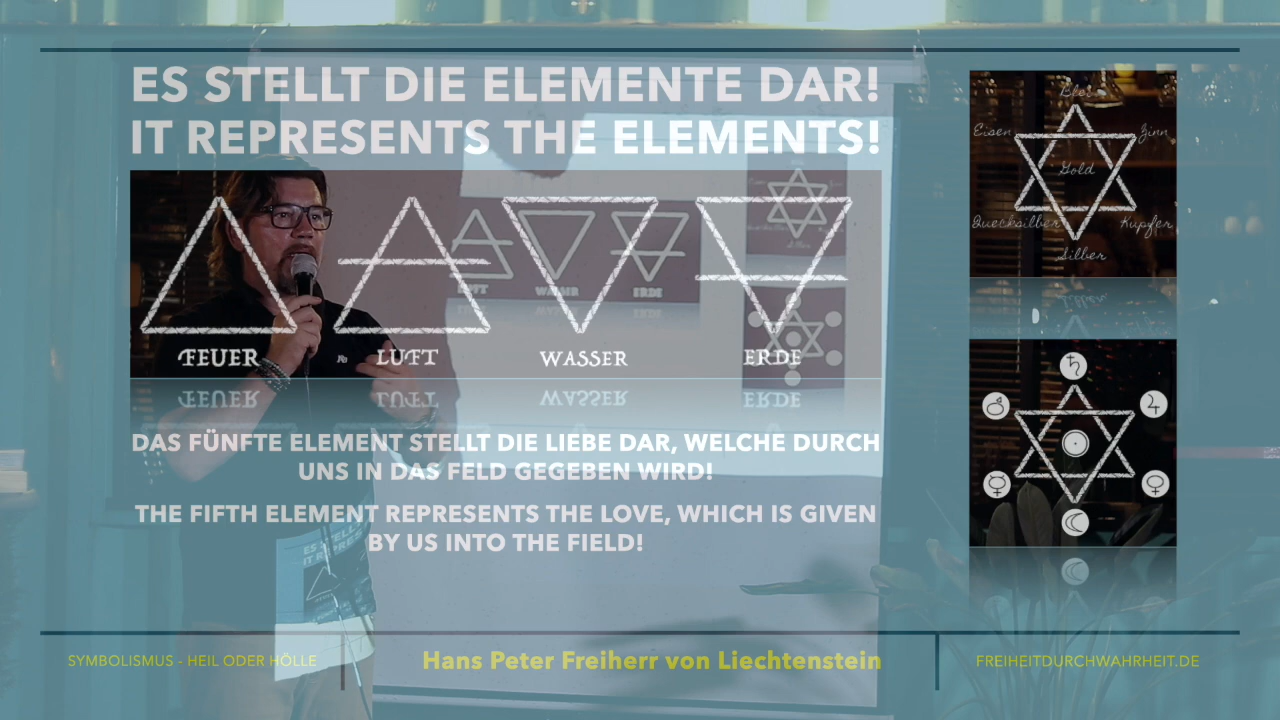 ES STELLT DIE ELEMENTE DAR!
IT REPRESENTS THE ELEMENTS!
FEUER
LUFT
WASSER
ERDE
DAS FÜNFTE ELEMENT STELLT DIE LIEBE DAR, WELCHE DURCH
UNS IN DAS FELD GEGEBEN WIRD!
THE FIFTH ELEMENT REPRESENTS THE LOVE, WHICH IS GIVEN
BY US INTO THE FIELD!
Blei
Eisen
Zinn
Gold
Quecksilber
Kupfer
Silber
LUFT
WASSER
ERDE
SYMBOLISMUS - HEIL ODER HÖLLE
Hans Peter Freiherr von Liechtenstein
FREIHEITDURCHWAHRHEIT.DE